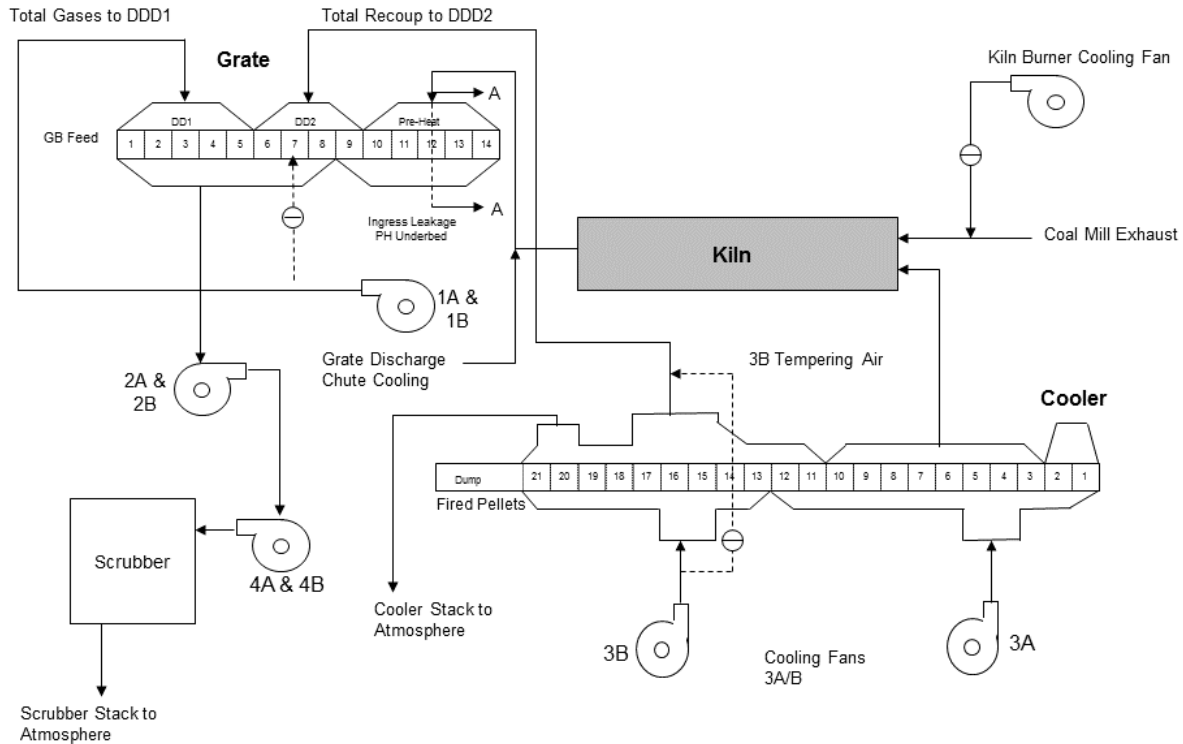 Total Gases to DDD1
Total Recoup to DDD2
Grate
Kiln Burner Cooling Fan
A
DD1
DD2
Pre-Heat
GB Feed
1 2 3 4 5 6 7 8 9 10 11 12 13 14
A
Ingress Leakage
PH Underbed
Coal Mill Exhaust
Kiln
1A &
1B
Grate Discharge
Chute Cooling
3B Tempering Air
2A &
2B
Cooler
Dump
21 20 19 18 17 16 15 14 13 12 11 10 9 8 7 6 5 4 3 2 1
Fired Pellets
Scrubber
4A & 4B
Cooler Stack to
Atmosphere
3B
Cooling Fans
3A/B
3A
Scrubber Stack to
Atmosphere